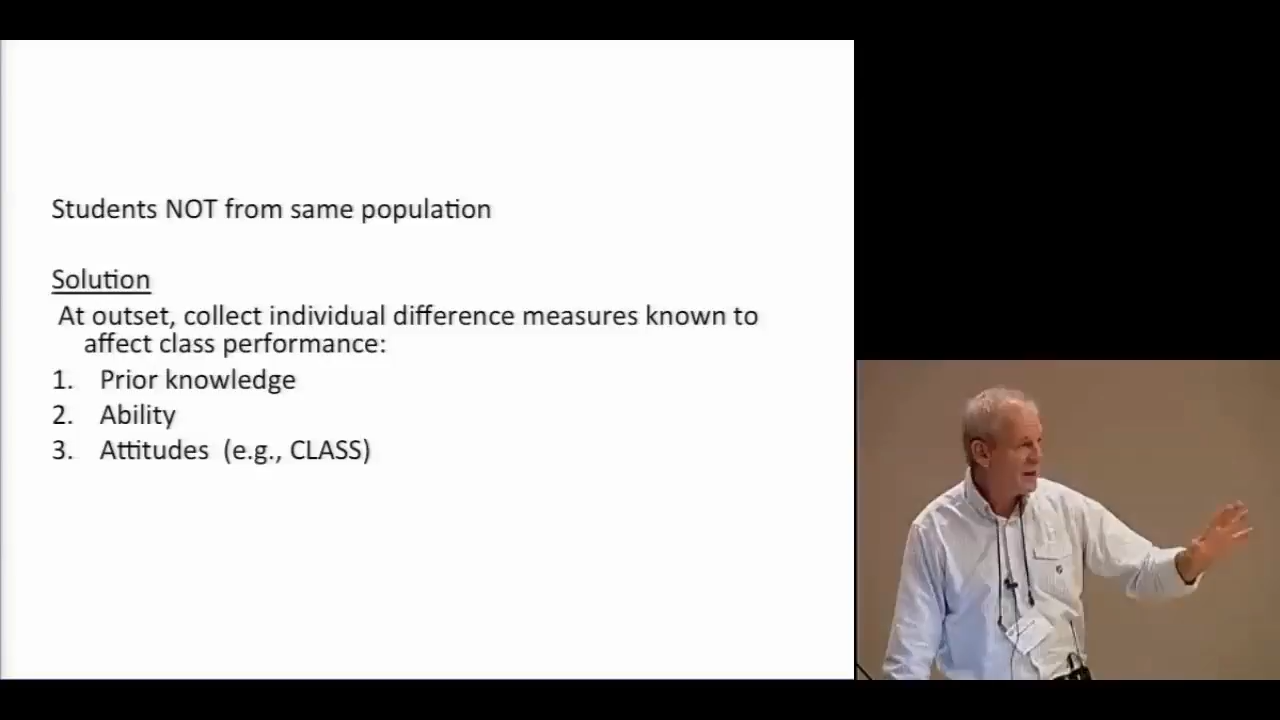 Students NOT from same population
Solution
At outset, collect individual difference measures known to
affect class performance:
1. Prior knowledge
2. Ability
3. Attitudes (e.g., CLASS)